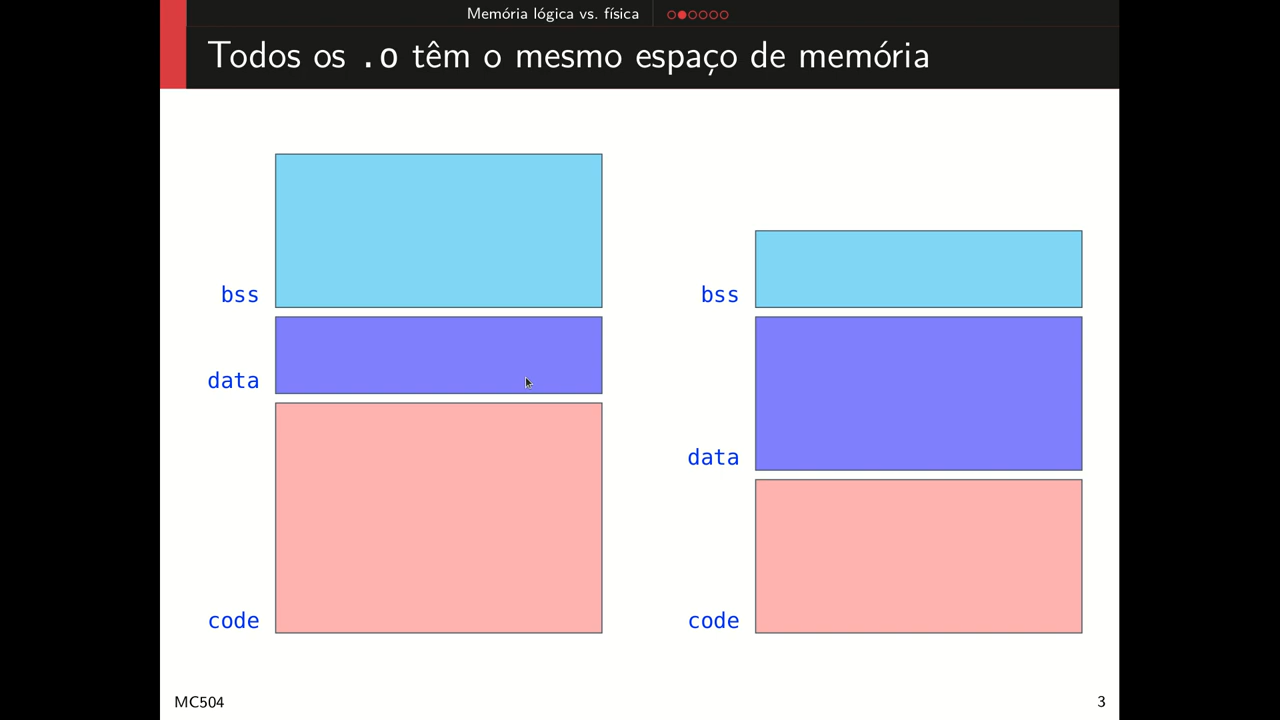 Memória lógica vs. física
Todos os .o têm o mesmo espaço de memória
bss
data
code
bss
data
code
MC504
3